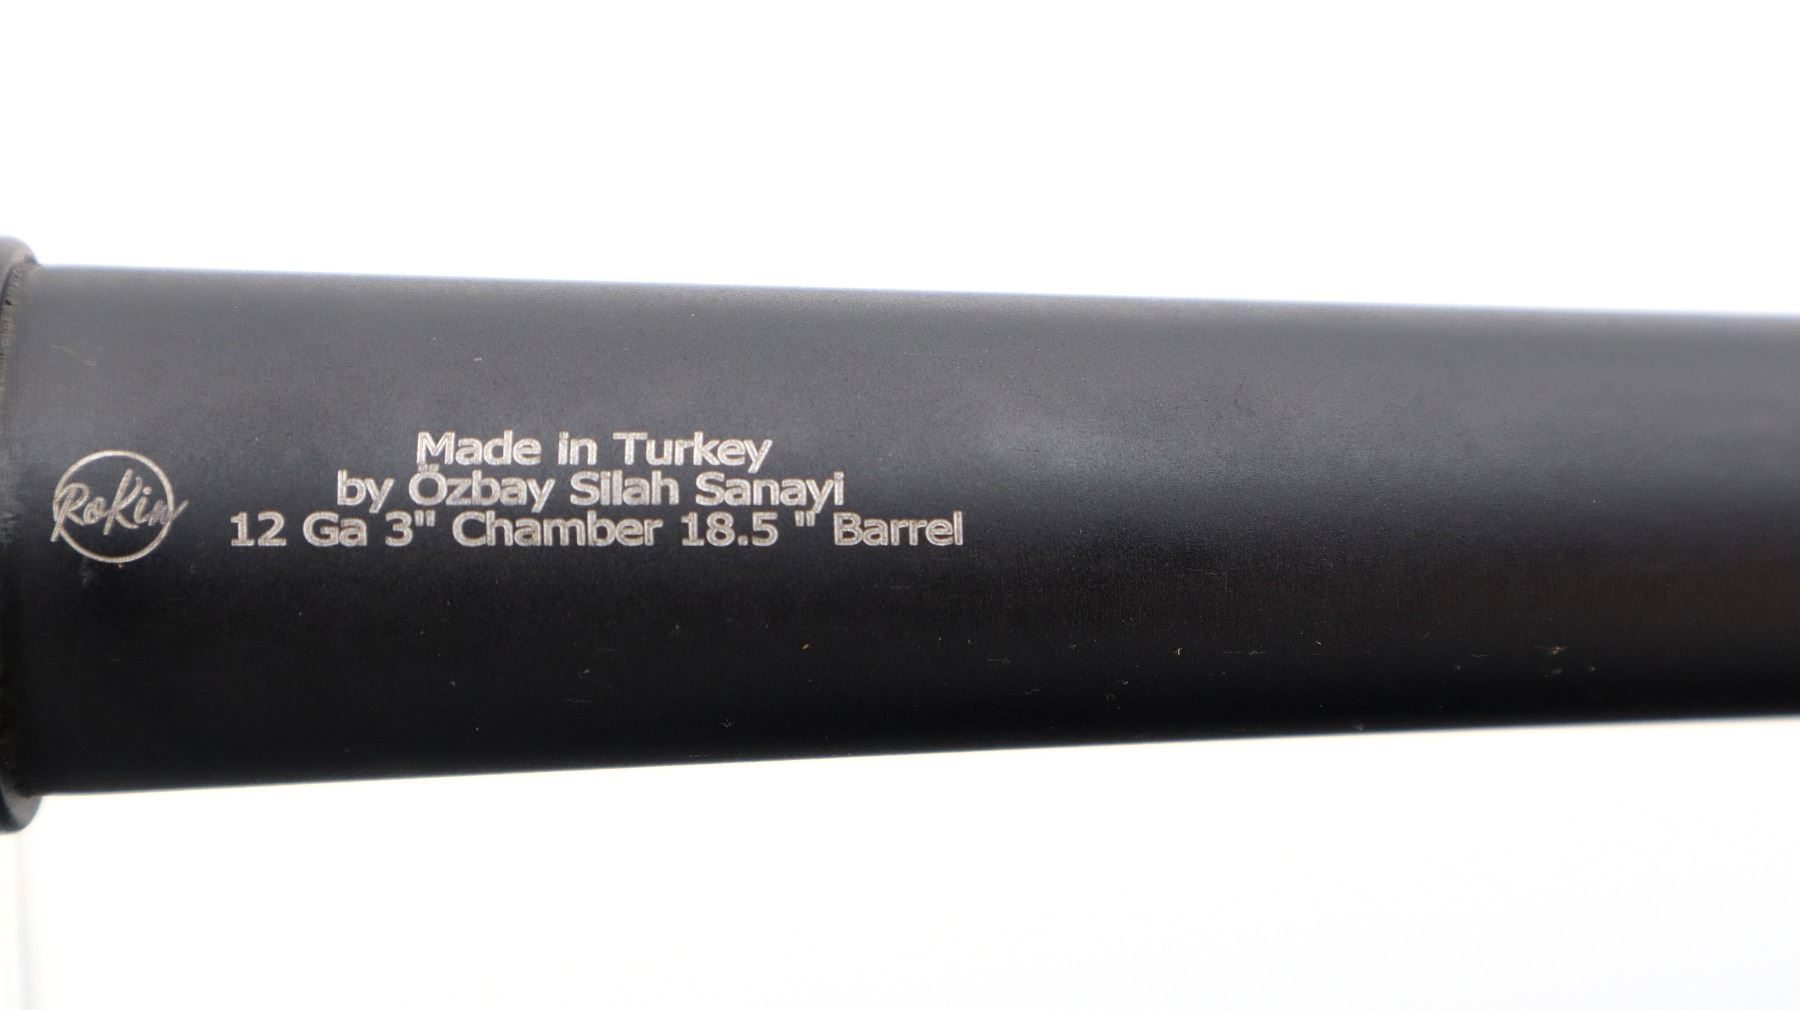 RoKin
Made in Turkey
by Özbay Silah Sanayi
12 Ga 3" Chamber 18.5 " Barrel